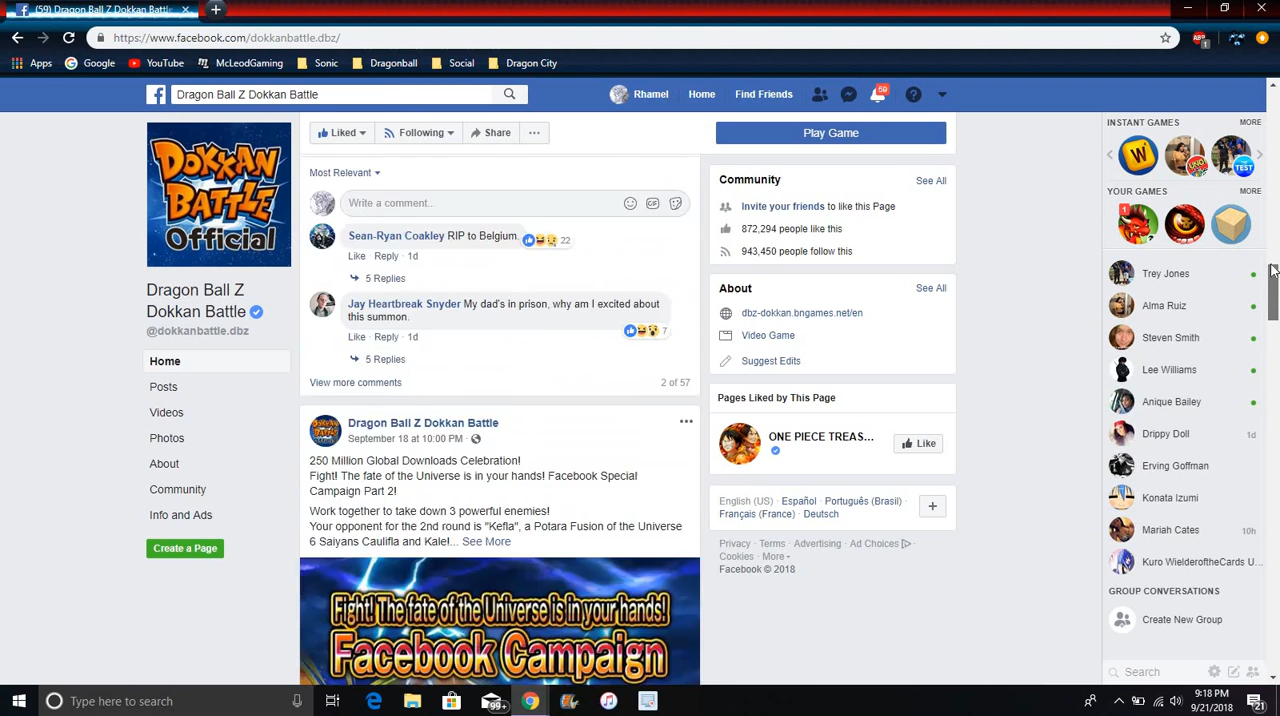 (59) Dragon Ball Z Dokkan Battle
https://www.facebook.com/dokkanbattle.dbz/
ABP
1
Apps
Google
YouTube
McLeodGaming
Sonic
Dragonball
Social
Dragon City
Dragon Ball Z Dokkan Battle
Rhamel
Home
Find Friends
59
DOKKAN
BATTLE
Official
Dragon Ball Z
Dokkan Battle
@dokkanbattle.dbz
Home
Posts
Videos
Photos
About
Community
Info and Ads
Create a Page
Liked
Following
Share
Play Game
Most Relevant
Write a comment...
GIF
Sean-Ryan Coakley RIP to Belgium.
22
Like Reply · 1d
5 Replies
Jay Heartbreak Snyder My dad's in prison, why am I excited about
this summon.
7
Like Reply · 1d
5 Replies
View more comments
2 of 57
Dragon Ball Z Dokkan Battle
September 18 at 10:00 PM ·
250 Million Global Downloads Celebration!
Fight! The fate of the Universe is in your hands! Facebook Special
Campaign Part 2!
Work together to take down 3 powerful enemies!
Your opponent for the 2nd round is "Kefla", a Potara Fusion of the Universe
6 Saiyans Caulifla and Kale!... See More
Fight! The fate of the Universe is in your hands!
Facebook Campaign
Community
See All
Invite your friends to like this Page
872,294 people like this
943,450 people follow this
About
See All
dbz-dokkan.bngames.net/en
Video Game
Suggest Edits
Pages Liked by This Page
ONE PIECE TREAS...
Like
English (US) · Español · Português (Brasil) ·
Français (France) · Deutsch
Privacy · Terms · Advertising · Ad Choices ·
Cookies · More
Facebook © 2018
INSTANT GAMES
MORE
W
UNO
TEST
YOUR GAMES
MORE
1
Trey Jones
Alma Ruiz
Steven Smith
Lee Williams
Anique Bailey
Drippy Doll
1d
Erving Goffman
Konata Izumi
Mariah Cates
10h
Kuro WielderoftheCards U...
GROUP CONVERSATIONS
Create New Group
Search
Type here to search
99+
9:18 PM
9/21/2018
21